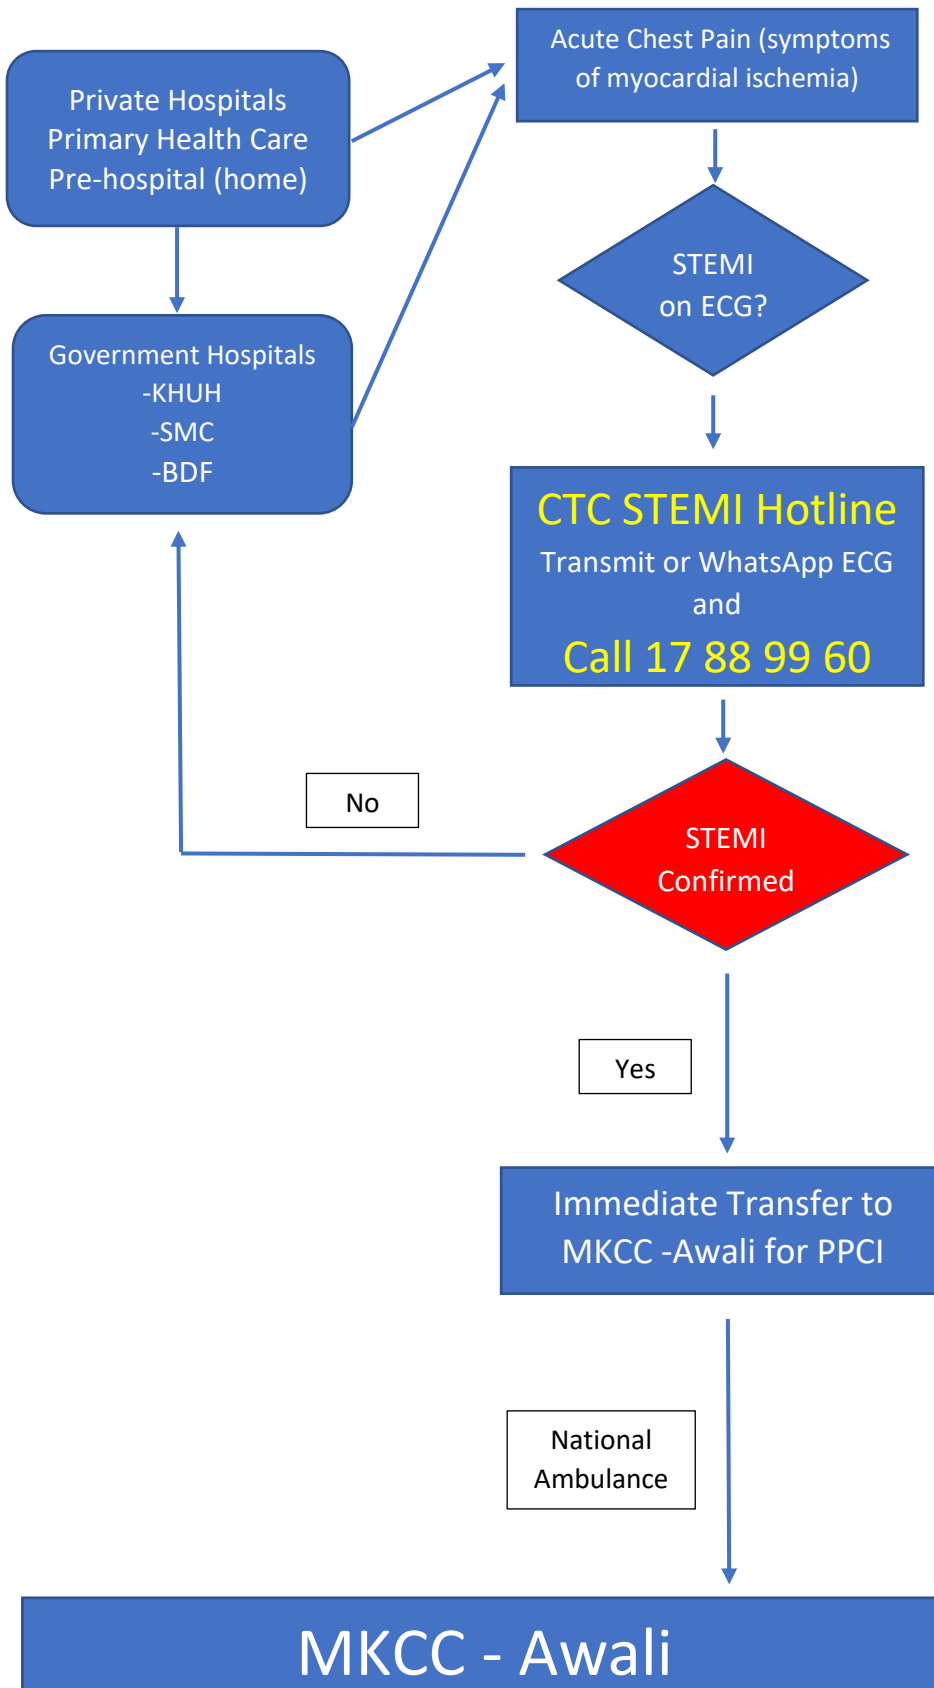 Private Hospitals
Primary Health Care
Pre-hospital (home)
Government Hospitals
-KHUH
-SMC
-BDF
Acute Chest Pain (symptoms
of myocardial ischemia)
STEMI
on ECG?
CTC STEMI Hotline
Transmit or WhatsApp ECG
and
Call 17 88 99 60
STEMI
Confirmed
No
Yes
Immediate Transfer to
MKCC -Awali for PPCI
National
Ambulance
MKCC - Awali